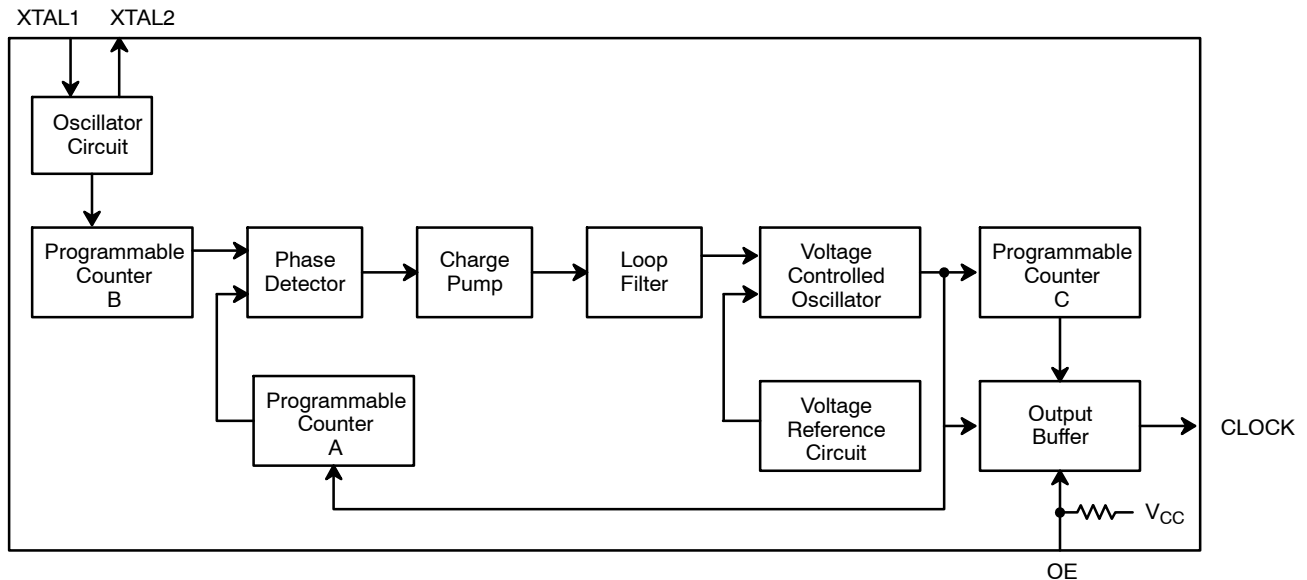 XTAL1 XTAL2
Oscillator
Circuit
Programmable
Counter
B
Phase
Detector
Charge
Pump
Loop
Filter
Voltage
Controlled
Oscillator
Programmable
Counter
C
Programmable
Counter
A
Voltage
Reference
Circuit
Output
Buffer
CLOCK
VCC
OE